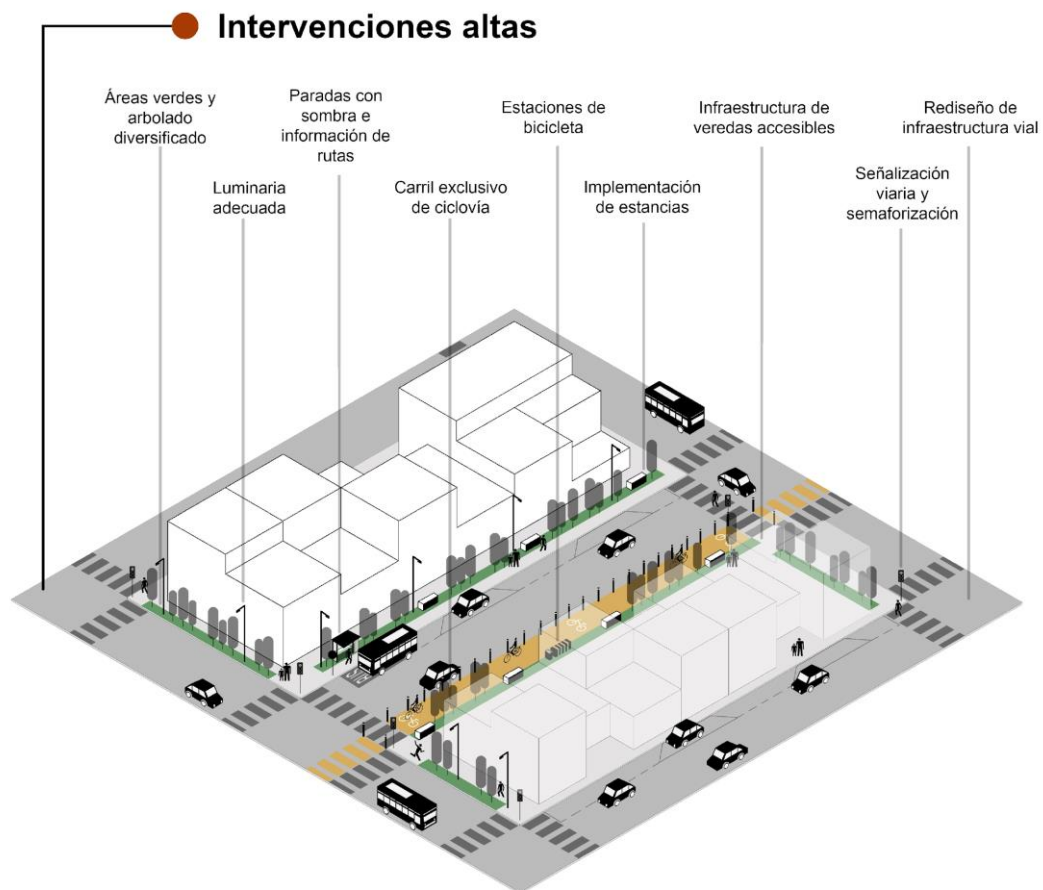 Intervenciones altas
Áreas verdes y
arbolado
diversificado
Paradas con
sombra e
información de
rutas
Estaciones de
bicicleta
Infraestructura de
veredas accesibles
Rediseño de
infraestructura vial
Luminaria
adecuada
Carril exclusivo
de ciclovía
Implementación
de estancias
Señalización
viaria y
semaforización